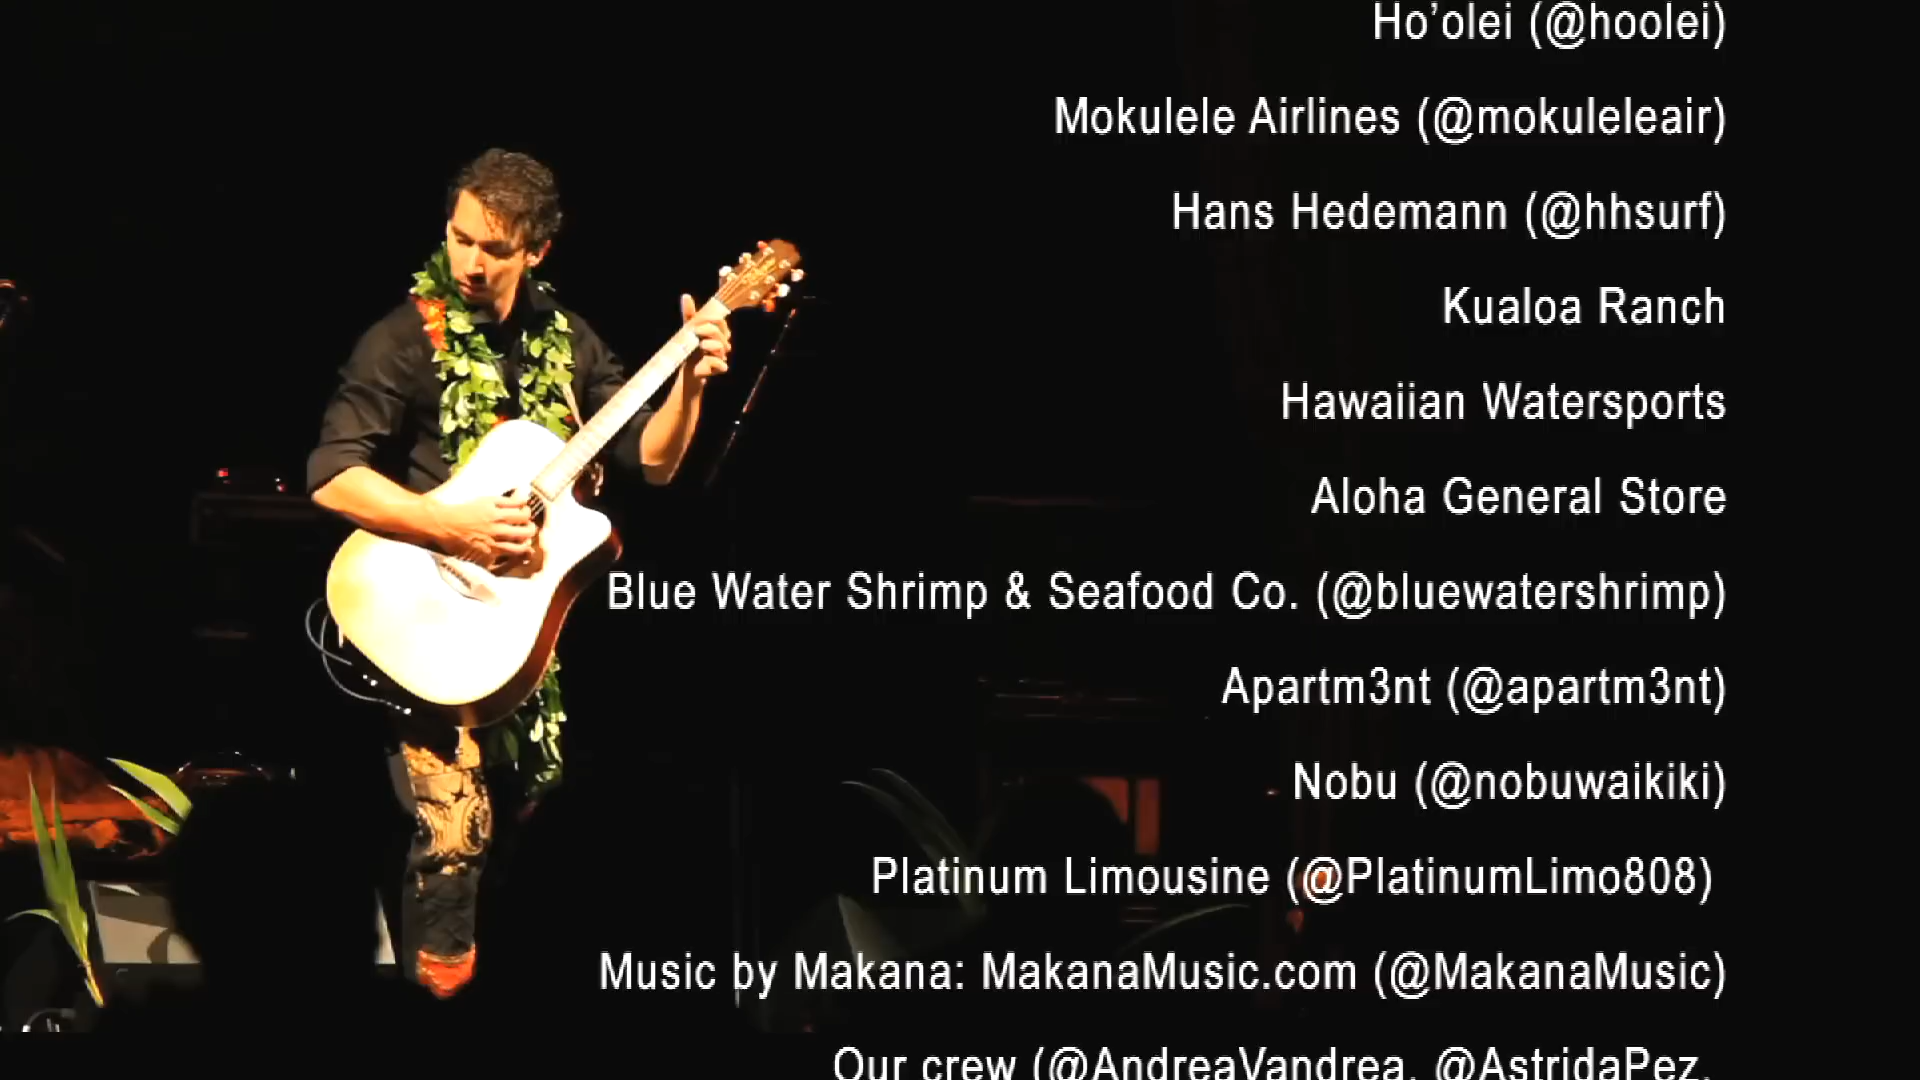 Ho’olei (@hoolei)
Mokulele Airlines (@mokuleleair)
Hans Hedemann (@hhsurf)
Kualoa Ranch
Hawaiian Watersports
Aloha General Store
Blue Water Shrimp & Seafood Co. (@bluewatershrimp)
Apartm3nt (@apartm3nt)
Nobu (@nobuwaikiki)
Platinum Limousine (@PlatinumLimo808)
Music by Makana: MakanaMusic.com (@MakanaMusic)
Our crew (@AndreaVandrea, @AstridaPez,